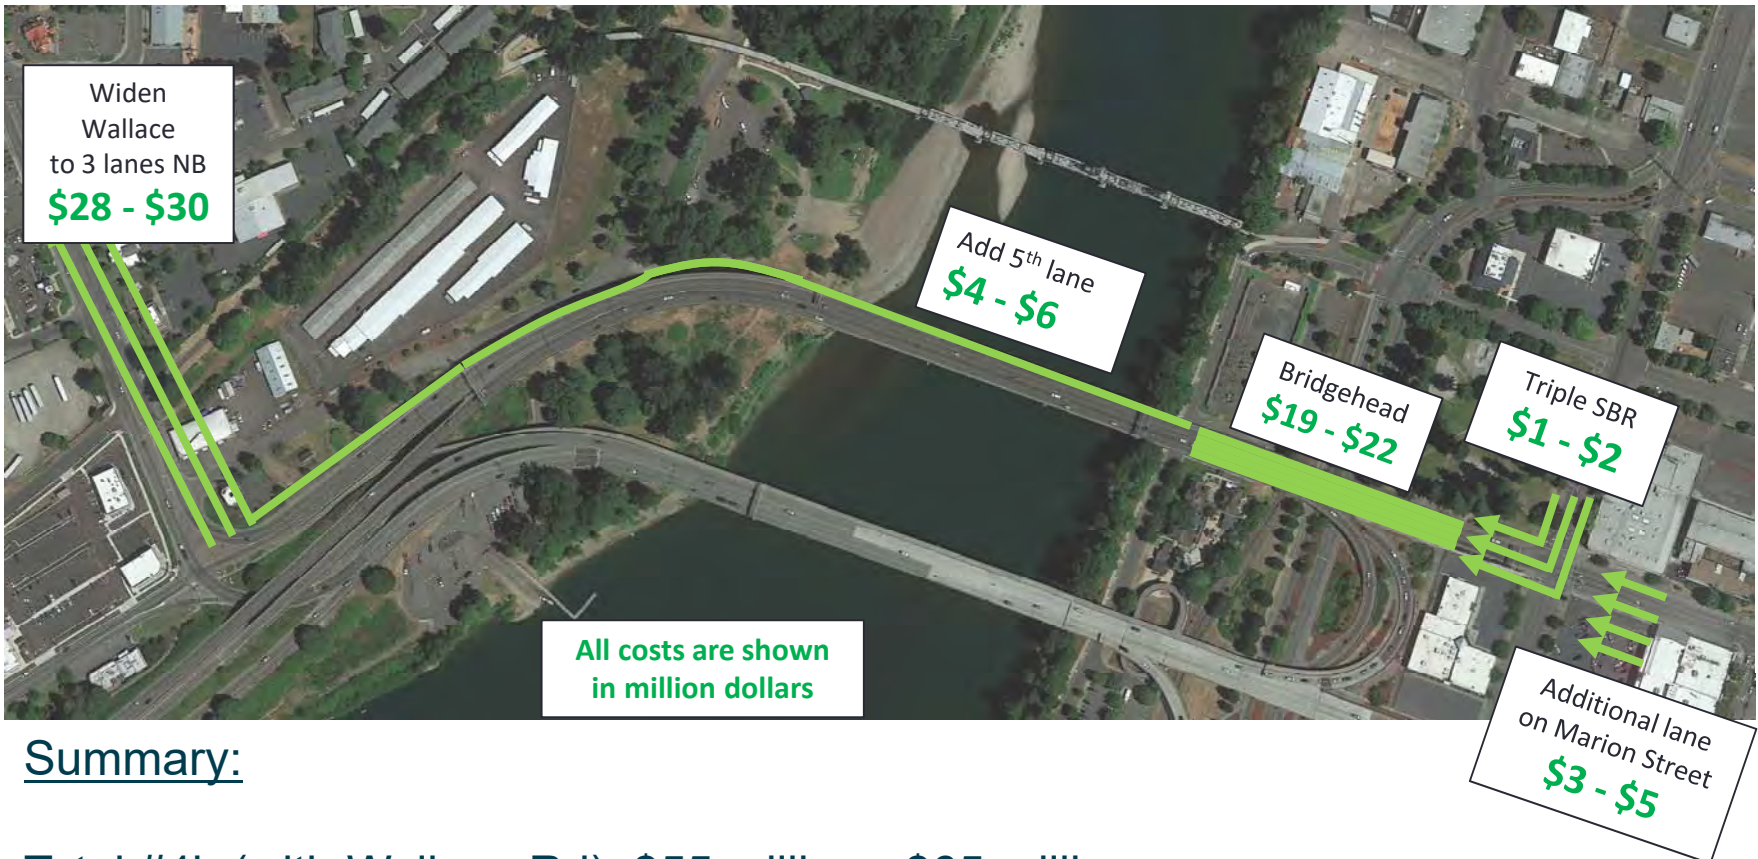 Widen
Wallace
to 3 lanes NB
$28 - $30
Add 5th lane
$4 - $6
Bridgehead
$19 - $22
Triple SBR
$1 - $2
All costs are shown
in million dollars
Additional lane
on Marion Street
$3 - $5
Summary: